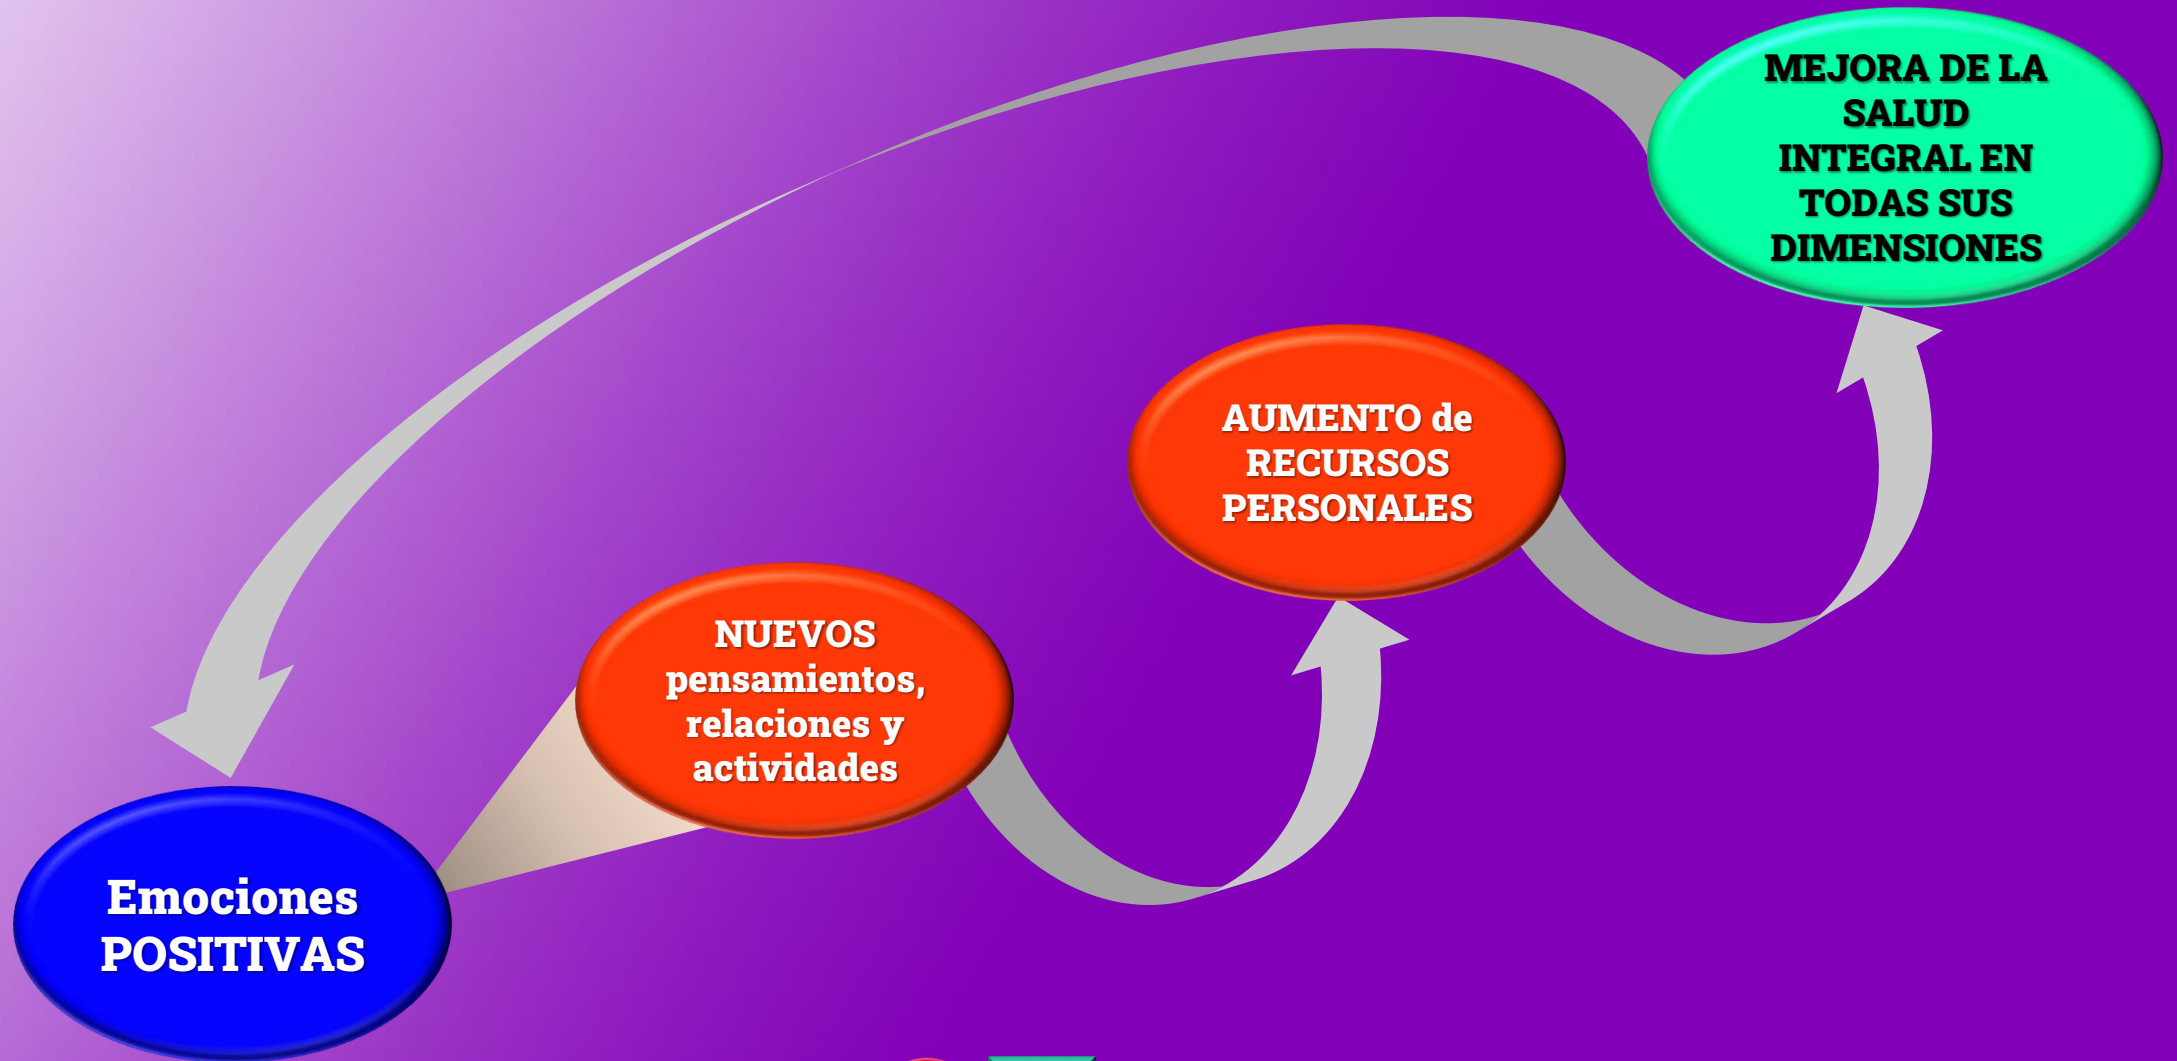 MEJORA DE LA
SALUD
INTEGRAL EN
TODAS SUS
DIMENSIONES
AUMENTO de
RECURSOS
PERSONALES
NUEVOS
pensamientos,
relaciones y
actividades
Emociones
POSITIVAS